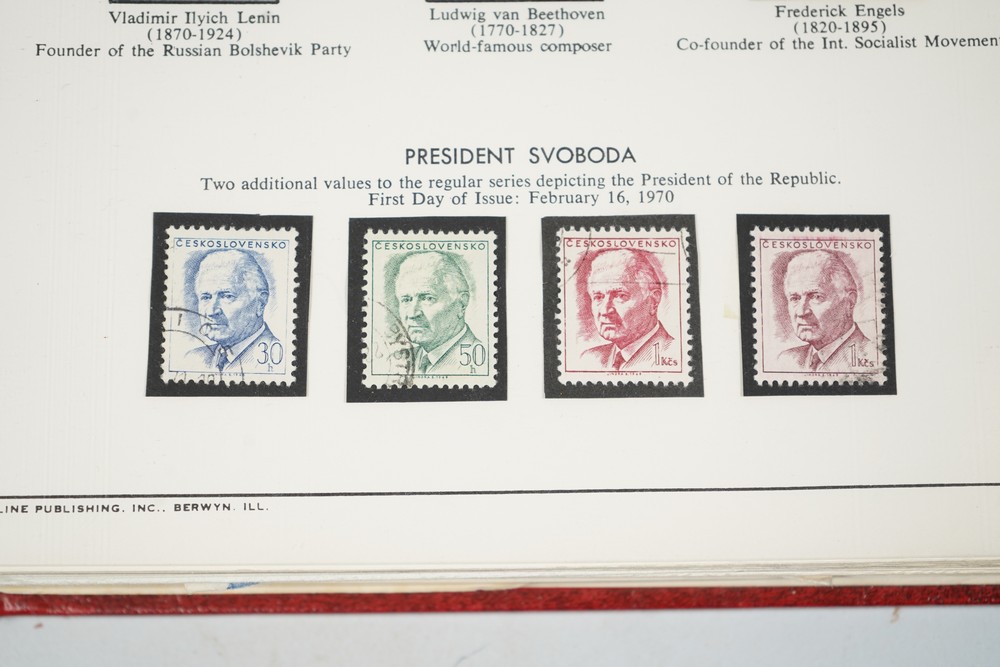 Vladimir Ilyich Lenin
(1870-1924)
Founder of the Russian Bolshevik Party
Ludwig van Beethoven
(1770-1827)
World-famous composer
Frederick Engels
(1820-1895)
Co-founder of the Int. Socialist Movement
PRESIDENT SVOBODA
Two additional values to the regular series depicting the President of the Republic.
First Day of Issue: February 16, 1970
ČESKOSLOVENSKO
30
h
ČESKOSLOVENSKO
50
h
ČESKOSLOVENSKO
1
Kčs
ČESKOSLOVENSKO
1
Kčs
LINE PUBLISHING, INC., BERWYN, ILL.